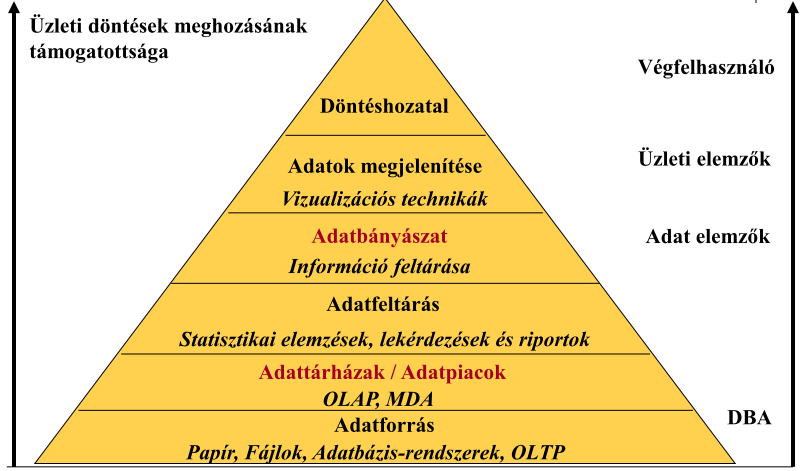 Üzleti döntések meghozásának
támogatottsága
Végfelhasználó
Döntéshozatal
Üzleti elemzők
Adatok megjelenítése
Vizualizációs technikák
Adatbányászat
Adat elemzők
Információ feltárása
Adatfeltárás
Statisztikai elemzések, lekérdezések és riportok
Adattárházak / Adatpiacok
OLAP, MDA
DBA
Adatforrás
Papír, Fájlok, Adatbázis-rendszerek, OLTP